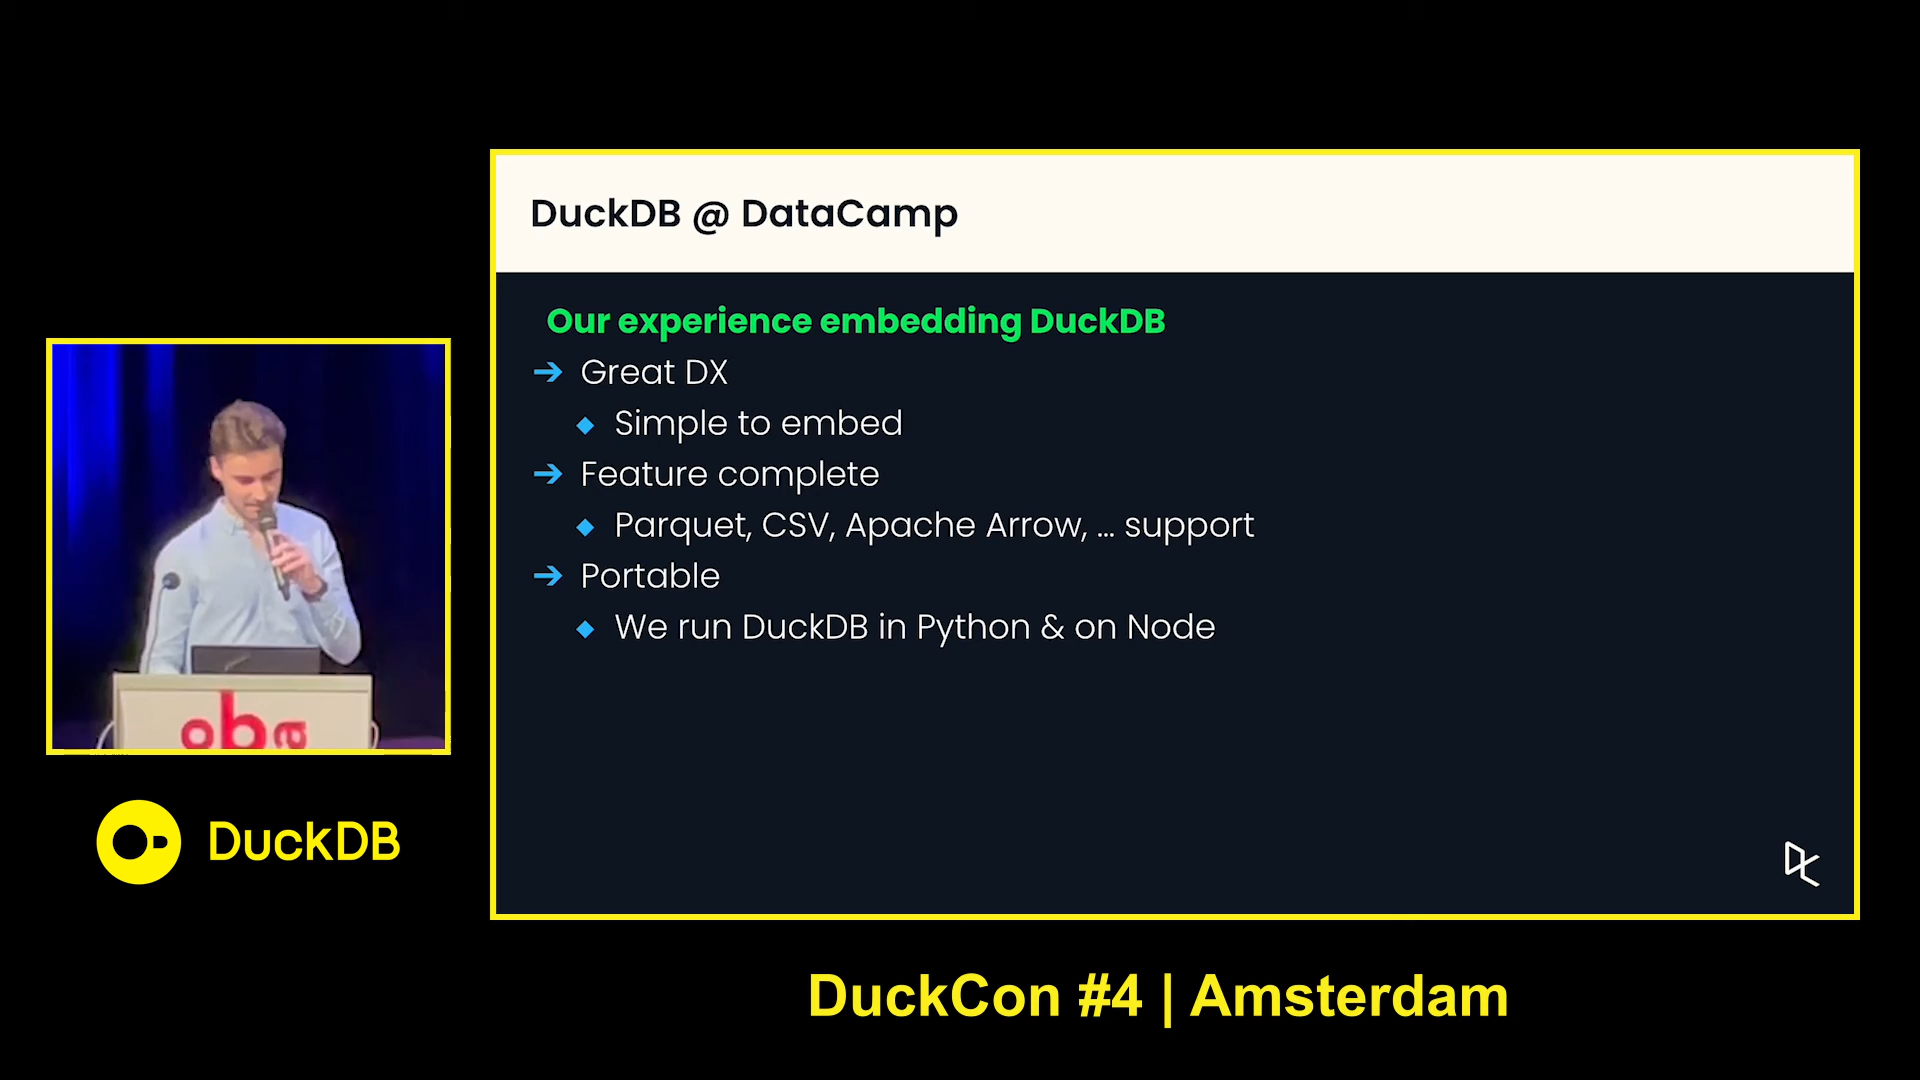 DuckDB @ DataCamp
Our experience embedding DuckDB
➔ Great DX
◆ Simple to embed
➔ Feature complete
◆ Parquet, CSV, Apache Arrow, ... support
➔ Portable
◆ We run DuckDB in Python & on Node
oba
DuckDB
DuckCon #4 | Amsterdam